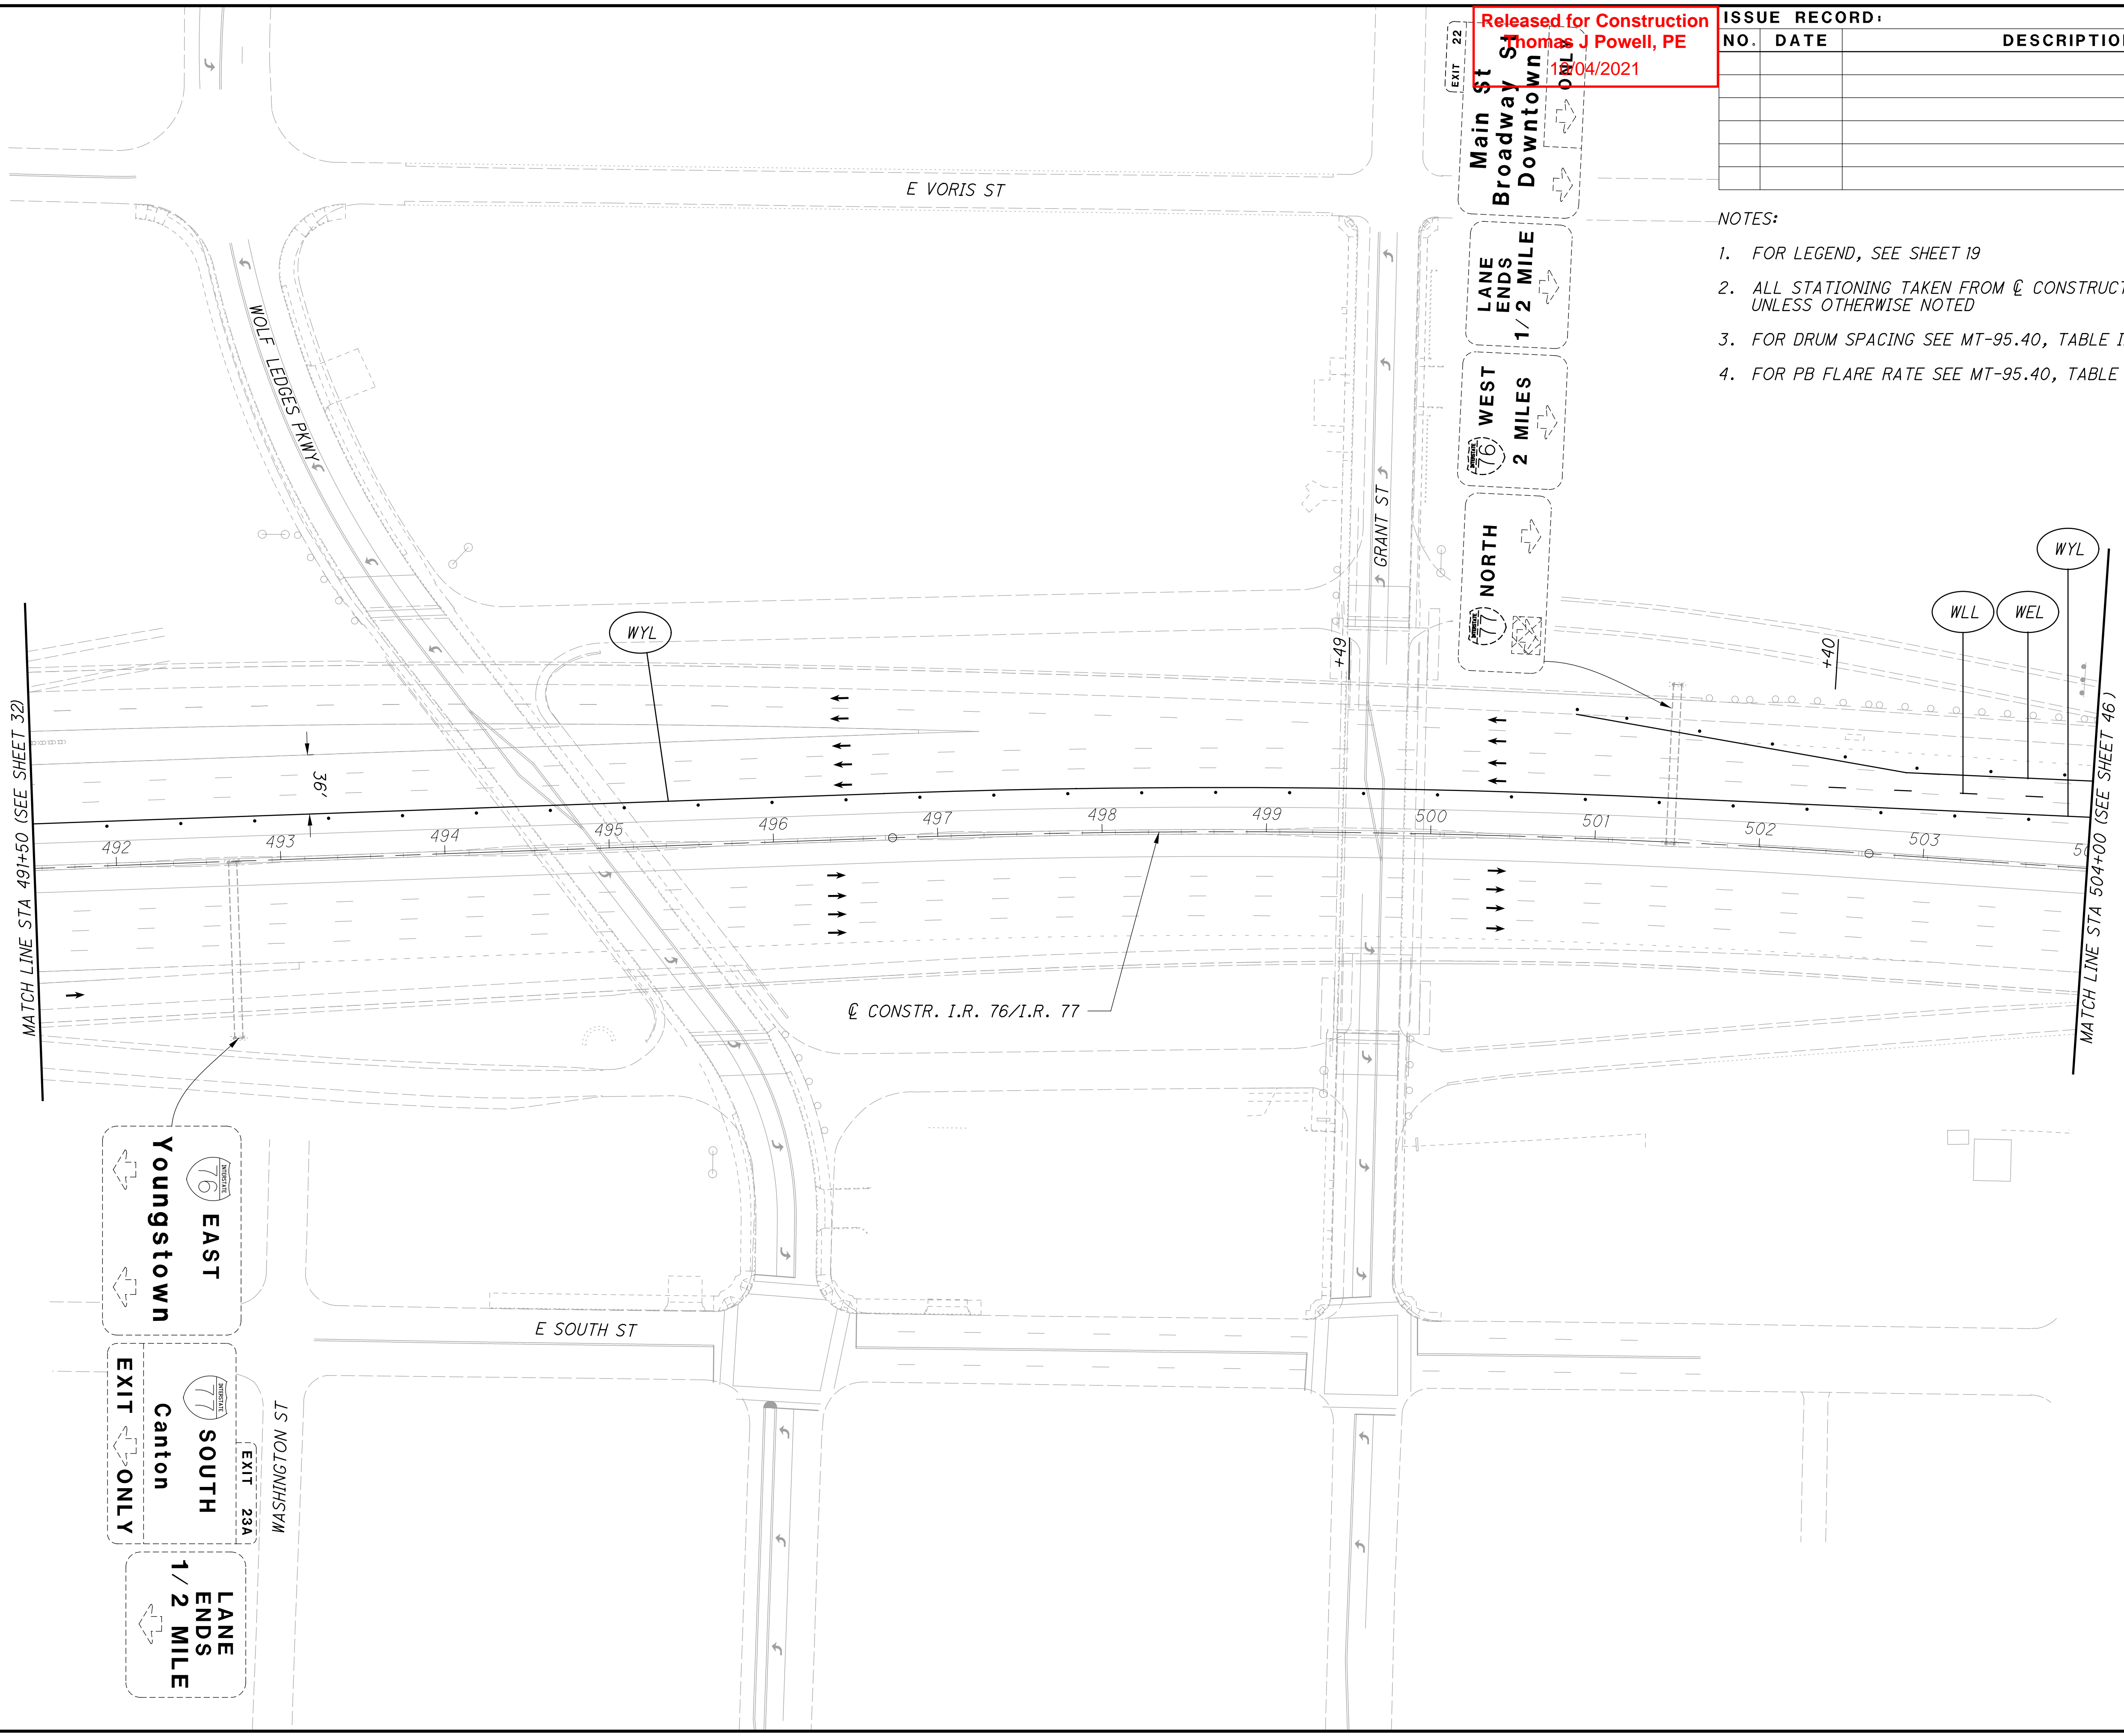 Released for Construction
Thomas J Powell, PE
/04/2021
ISSUE RECORD:
NO. DATE
NOTES:
1. FOR LEGEND, SEE SHEET 19
2. ALL STATIONING TAKEN FROM ℄
UNLESS OTHERWISE NOTED
3. FOR DRUM SPACING SEE MT-95.40, TABLE
4. FOR PB FLARE RATE SEE MT-95.40, TABLE
EXIT 22
Main St
Broadway St
Downtown
ONLY
LANE
ENDS
1/2 MILE
INTERSTATE
76 WEST
2 MILES
INTERSTATE
77 NORTH
E VORIS ST
WOLF LEDGES PKWY
GRANT ST
WYL
WYL
WLL
WEL
+49
+40
36'
MATCH LINE STA 491+50 (SEE SHEET 32)
MATCH LINE STA 504+00 (SEE SHEET 46)
492 493 494 495 496 497 498 499 500 501 502 503
℄ CONSTR. I.R. 76/I.R. 77
INTERSTATE
76 EAST
Youngstown
EXIT 23A
INTERSTATE
77 SOUTH
Canton
EXIT ONLY
LANE
ENDS
1/2 MILE
E SOUTH ST
WASHINGTON ST